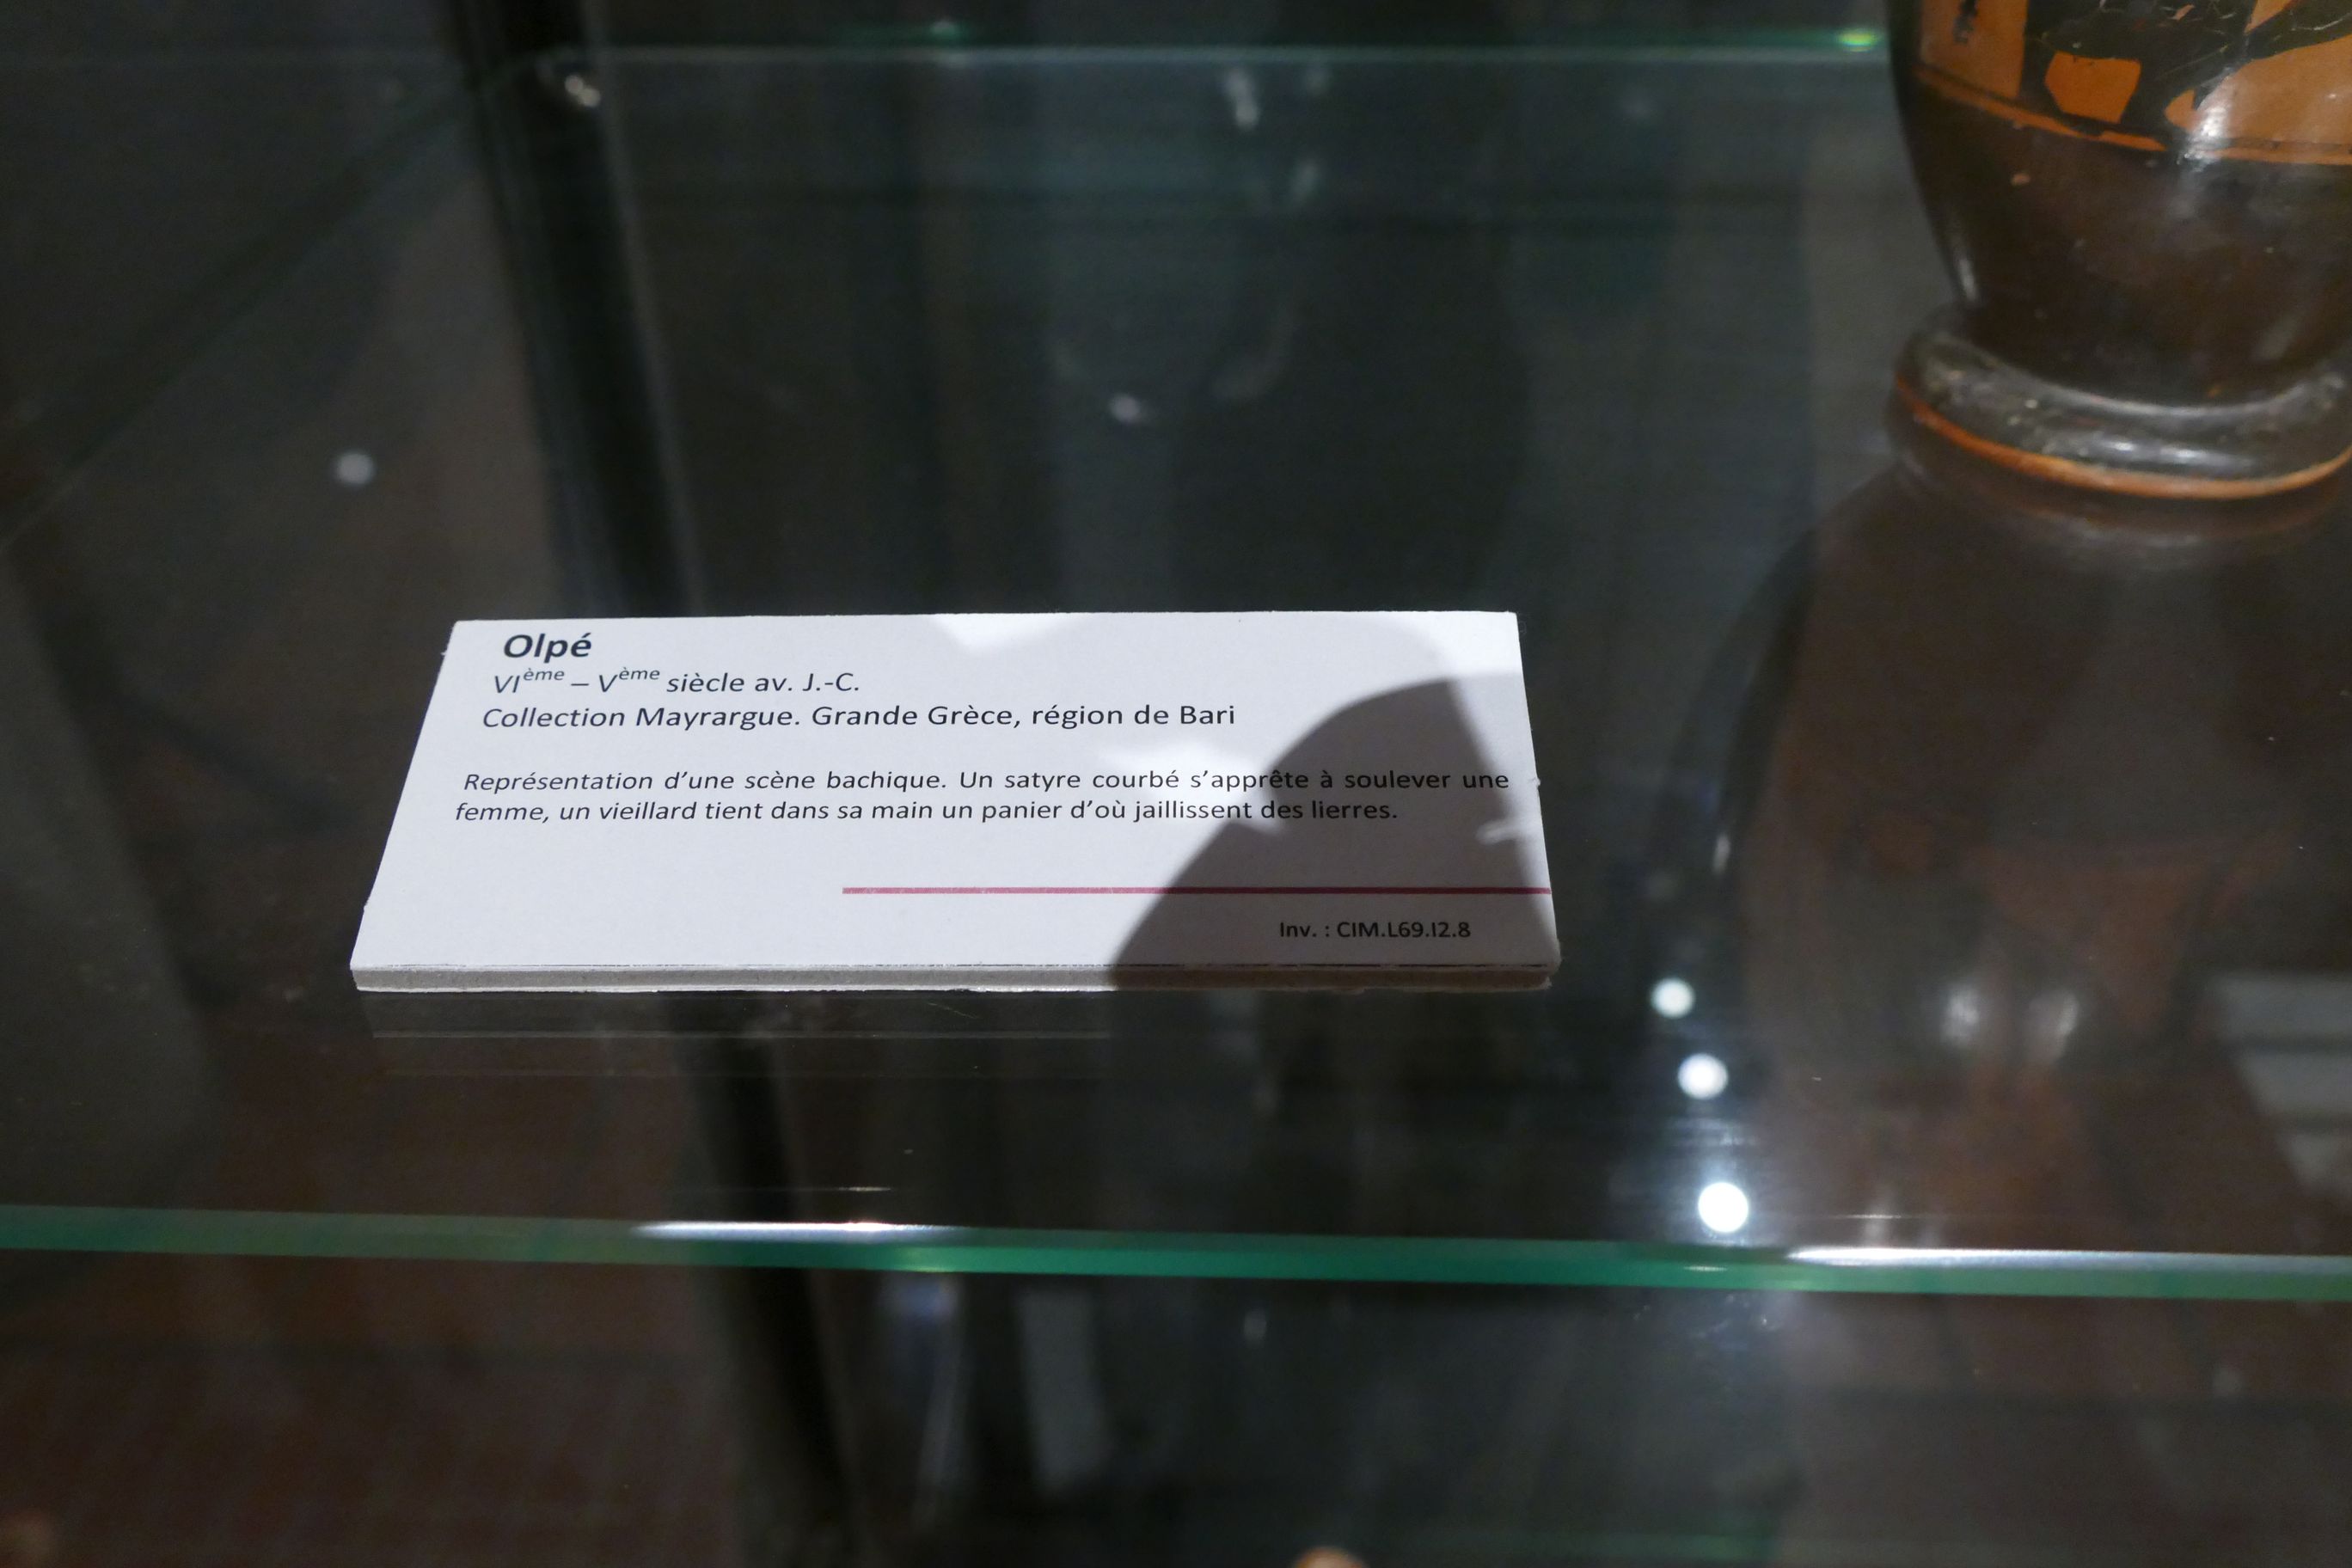 Olpé
VIème – Vème siècle av. J.-C.
Collection Mayrargue. Grande Grèce, région de Bari
Représentation d'une scène bachique. Un satyre courbé s'apprête à soulever une
femme, un vieillard tient dans sa main un panier d'où jaillissent des lierres.
Inv. : CIM.L69.I2.8